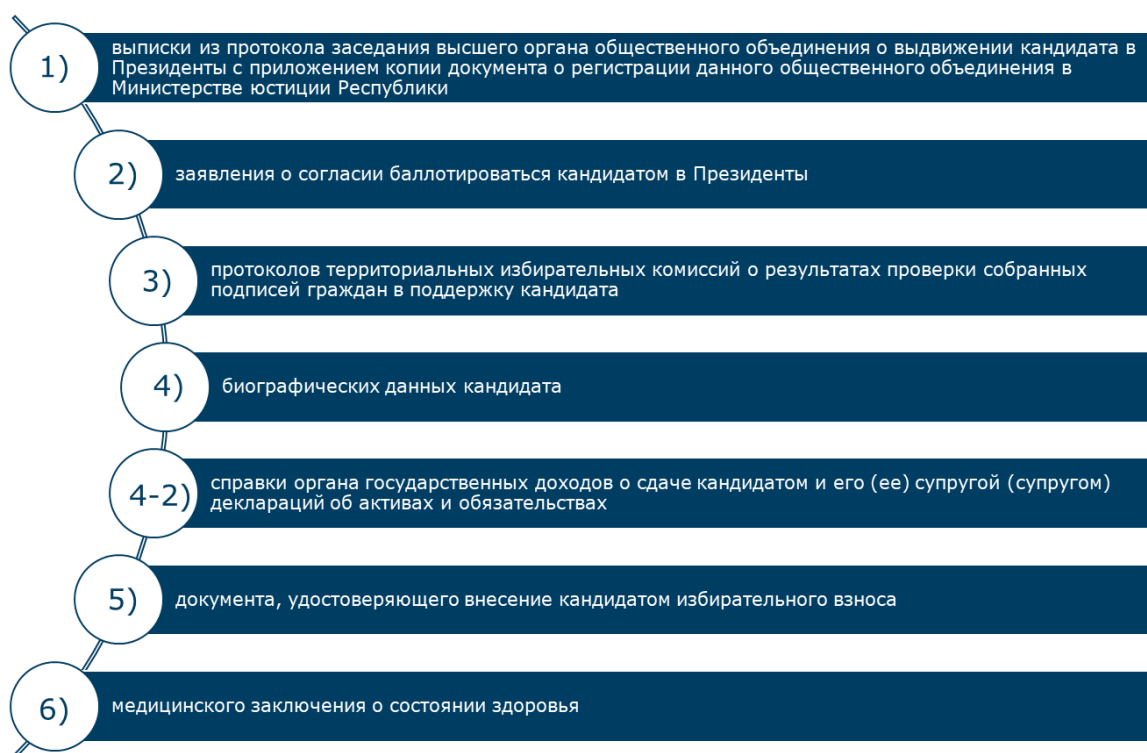 1)
выписки из протокола заседания высшего органа общественного объединения о выдвижении кандидата в
Президенты с приложением копии документа о регистрации данного общественного объединения в
Министерстве юстиции Республики
2)
заявления о согласии баллотироваться кандидатом в Президенты
3)
протоколов территориальных избирательных комиссий о результатах проверки собранных
подписей граждан в поддержку кандидата
4)
биографических данных кандидата
4-2)
справки органа государственных доходов о сдаче кандидатом и его (ее) супругой (супругом)
деклараций об активах и обязательствах
5)
документа, удостоверяющего внесение кандидатом избирательного взноса
6)
медицинского заключения о состоянии здоровья